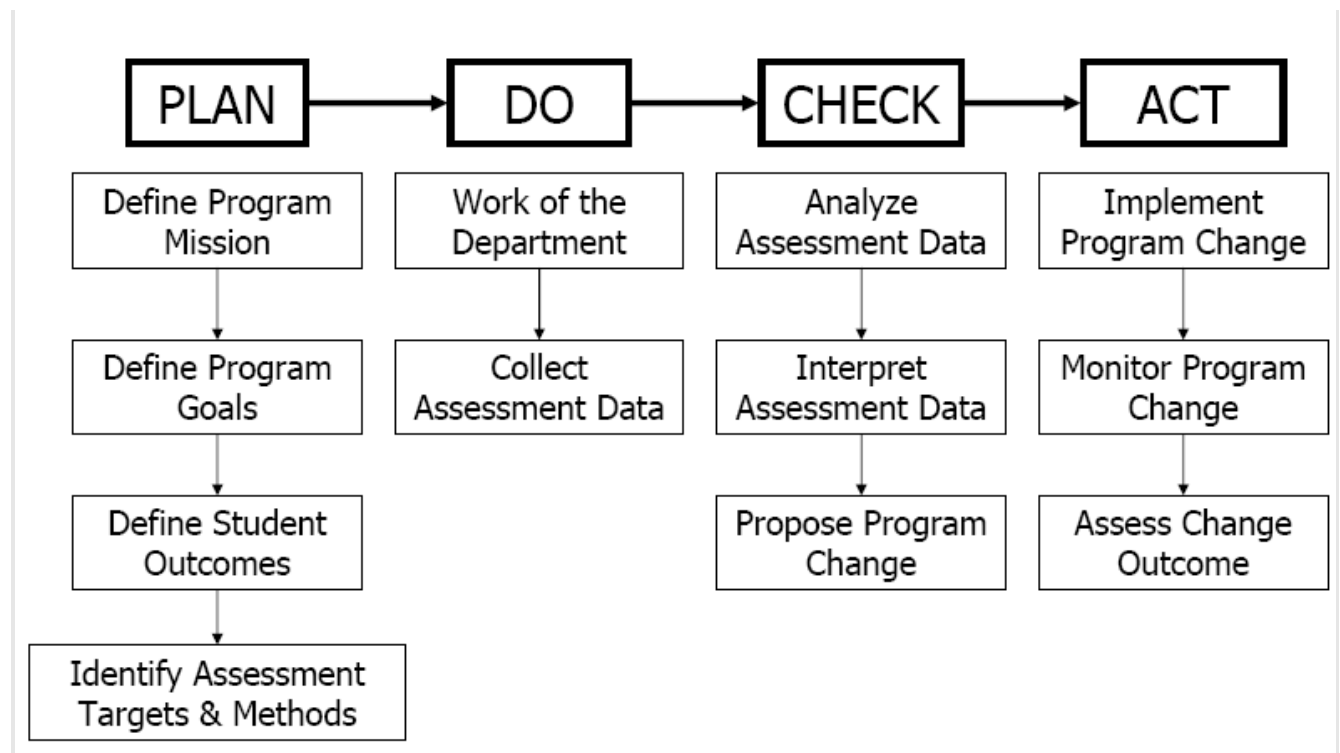 PLAN
DO
CHECK
ACT
Define Program
Mission
Define Program
Goals
Define Student
Outcomes
Identify Assessment
Targets & Methods
Work of the
Department
Collect
Assessment Data
Analyze
Assessment Data
Interpret
Assessment Data
Propose Program
Change
Implement
Program Change
Monitor Program
Change
Assess Change
Outcome